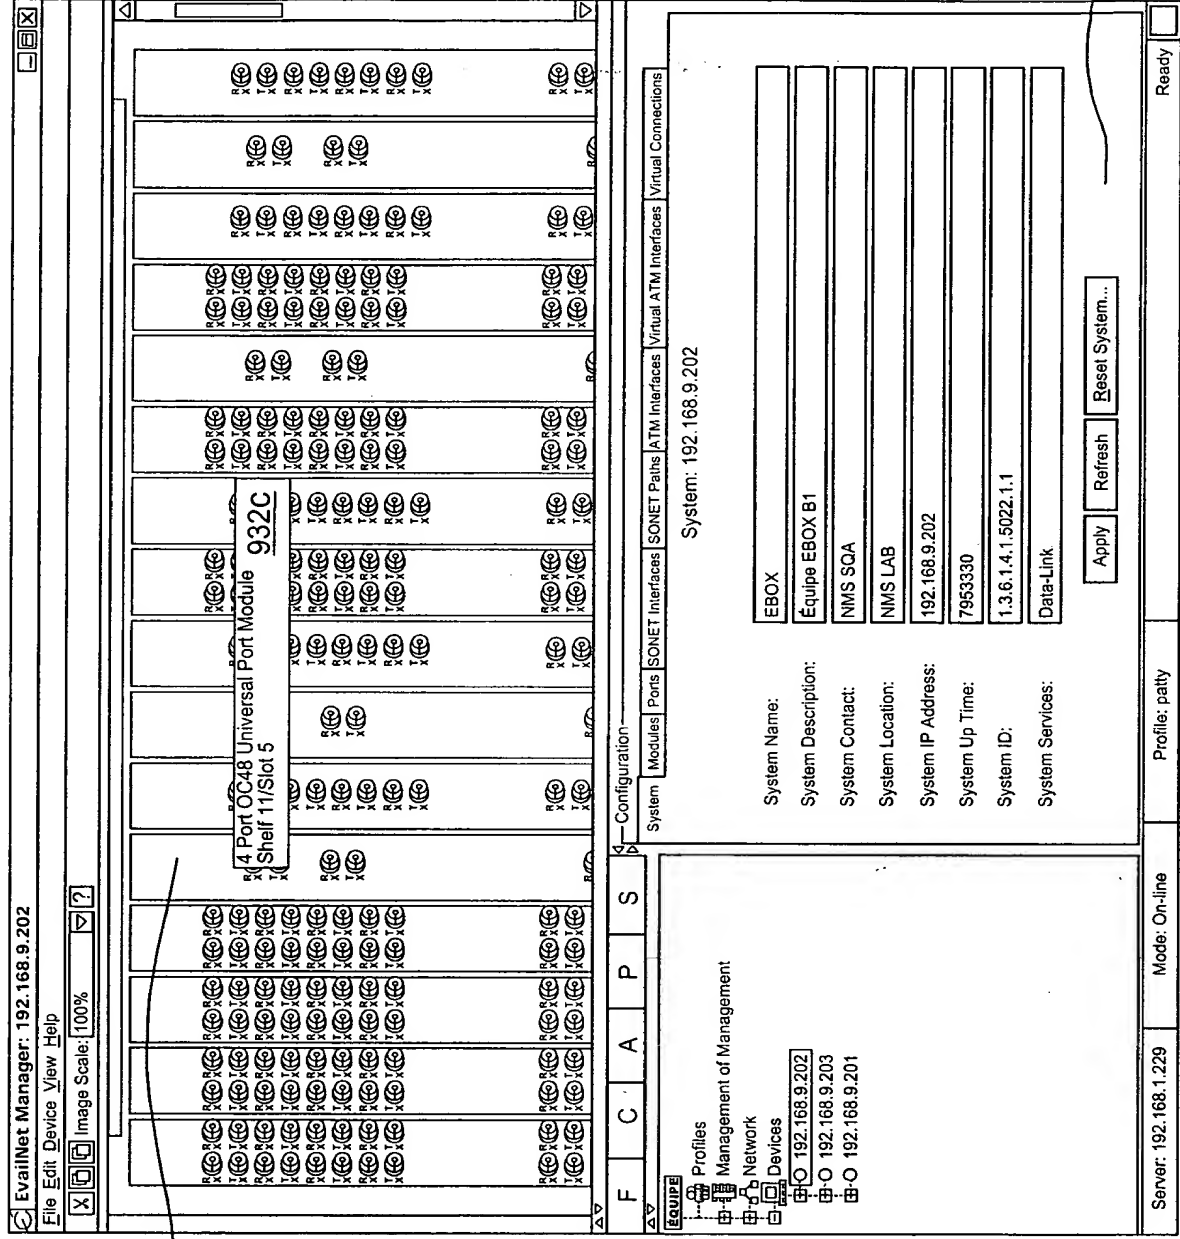 EvailNet Manager: 192.168.9.202
File Edit Device View Help
Image Scale: 100% ?
4 Port OC48 Universal Port Module
Shelf 11/Slot 5
932C
F C A P S
ÉQUIPE
Profiles
Management of Management
Network
Devices
192.168.9.202
192.168.9.203
192.168.9.201
Configuration
System Modules Ports SONET Interfaces SONET Paths ATM Interfaces Virtual ATM Interfaces Virtual Connections
System: 192.168.9.202
System Name: EBOX
System Description: Équipe EBOX B1
System Contact: NMS SQA
System Location: NMS LAB
System IP Address: 192.168.9.202
System Up Time: 7953330
System ID: 1.3.6.1.4.1.5022.1.1
System Services: Data-Link
Apply Refresh Reset System...
Server: 192.168.1.229 Mode: On-line Profile: patty Ready